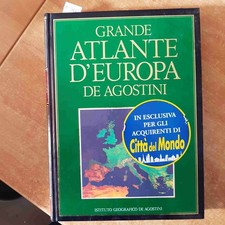 GRANDE
ATLANTE
D'EUROPA
DE AGOSTINI
IN ESCLUSIVA
PER GLI
ACQUIRENTI DI
Città del Mondo
ISTITUTO GEOGRAFICO DE AGOSTINI